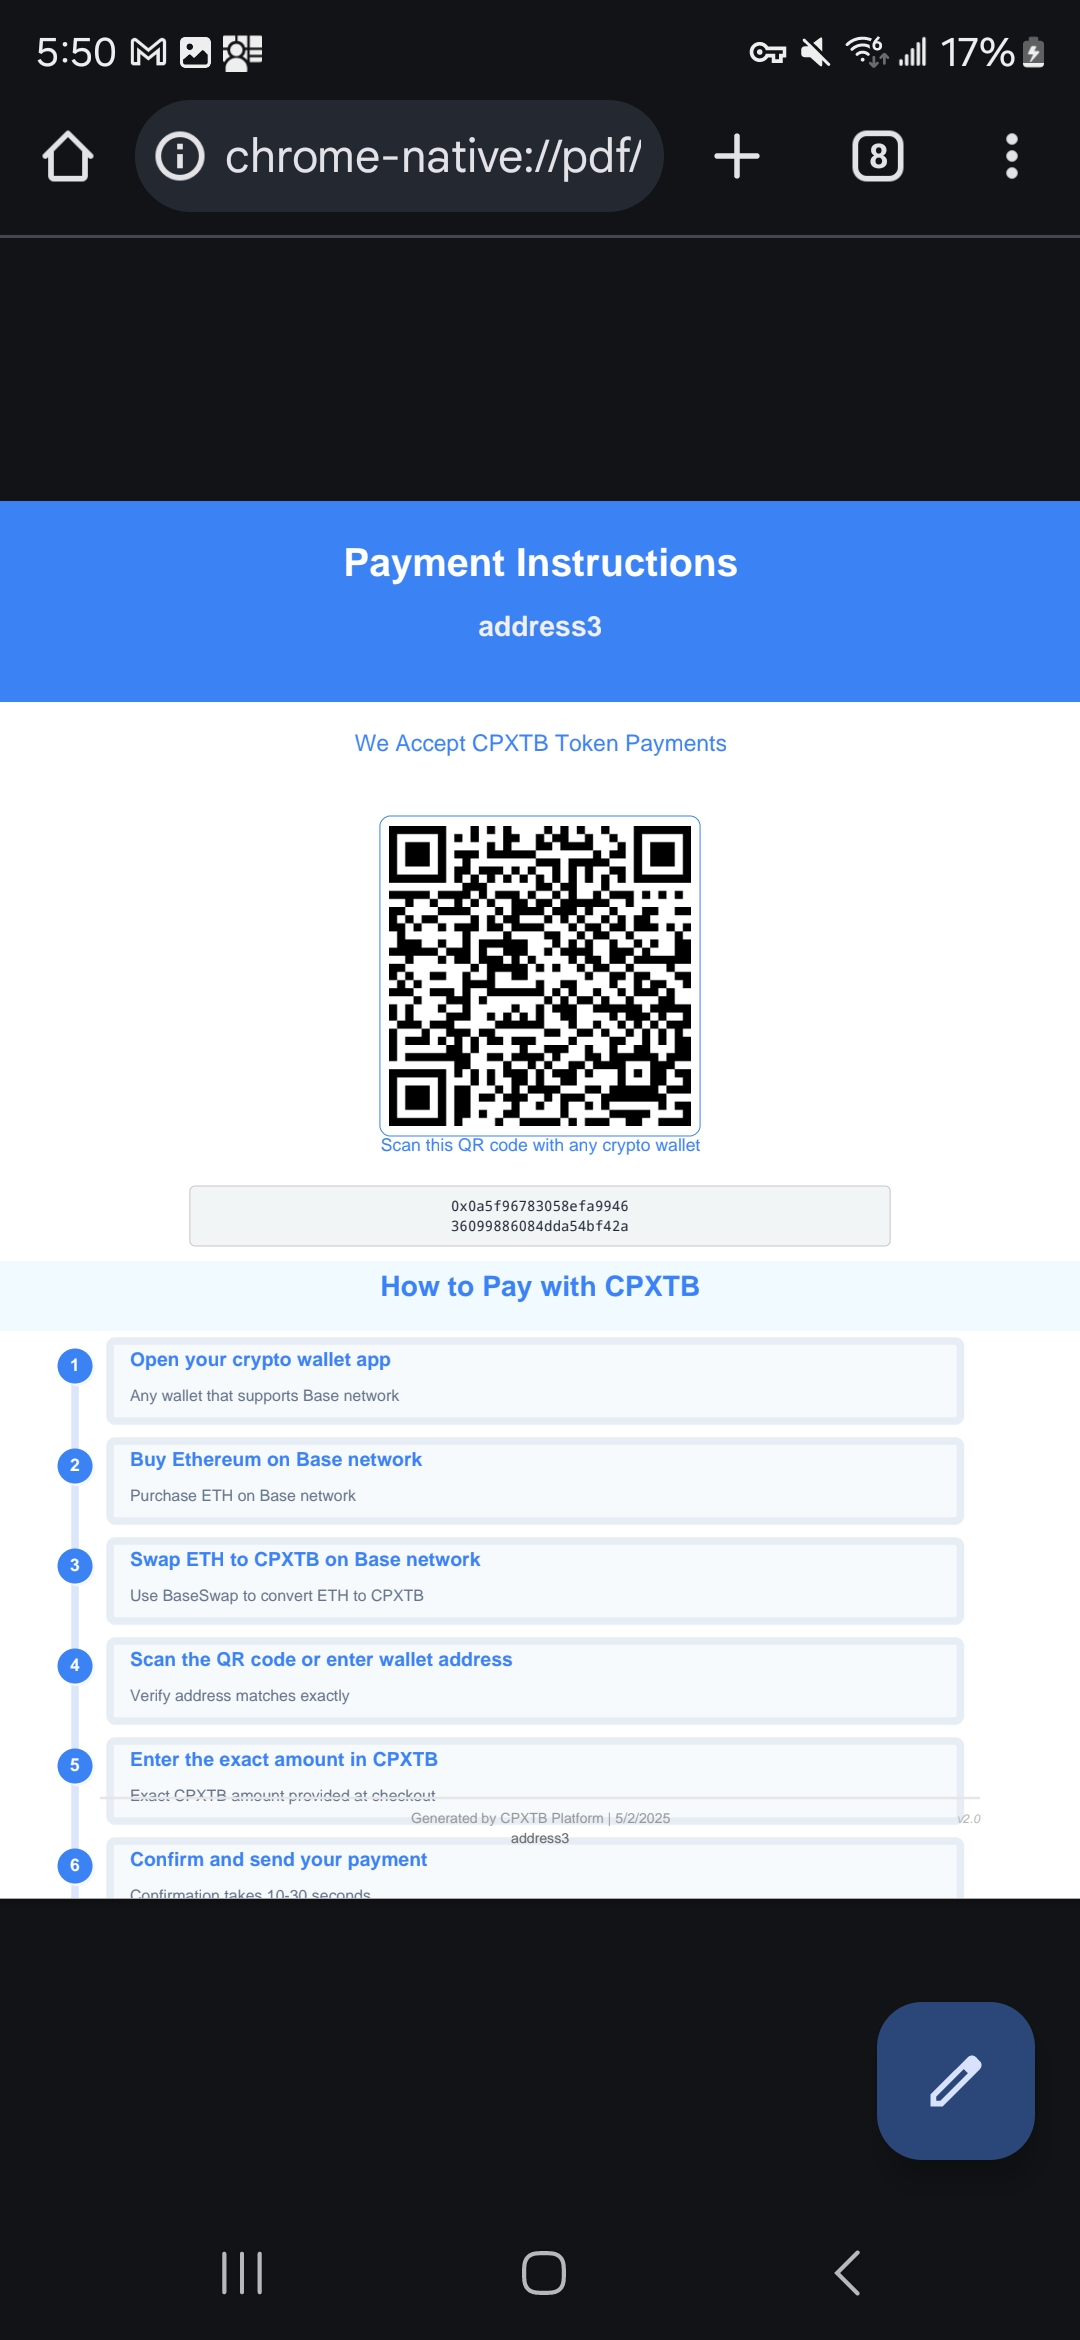 5:50
6
17%
chrome-native://pdf/
8
Payment Instructions
address3
We Accept CPXTB Token Payments
Scan this QR code with any crypto wallet
0x0a5f96783058efa9946
36099886084dda54bf42a
How to Pay with CPXTB
1
Open your crypto wallet app
Any wallet that supports Base network
2
Buy Ethereum on Base network
Purchase ETH on Base network
3
Swap ETH to CPXTB on Base network
Use BaseSwap to convert ETH to CPXTB
4
Scan the QR code or enter wallet address
Verify address matches exactly
5
Enter the exact amount in CPXTB
Exact CPXTB amount provided at checkout
Generated by CPXTB Platform | 5/2/2025
v2.0
address3
6
Confirm and send your payment
Confirmation takes 10-30 seconds